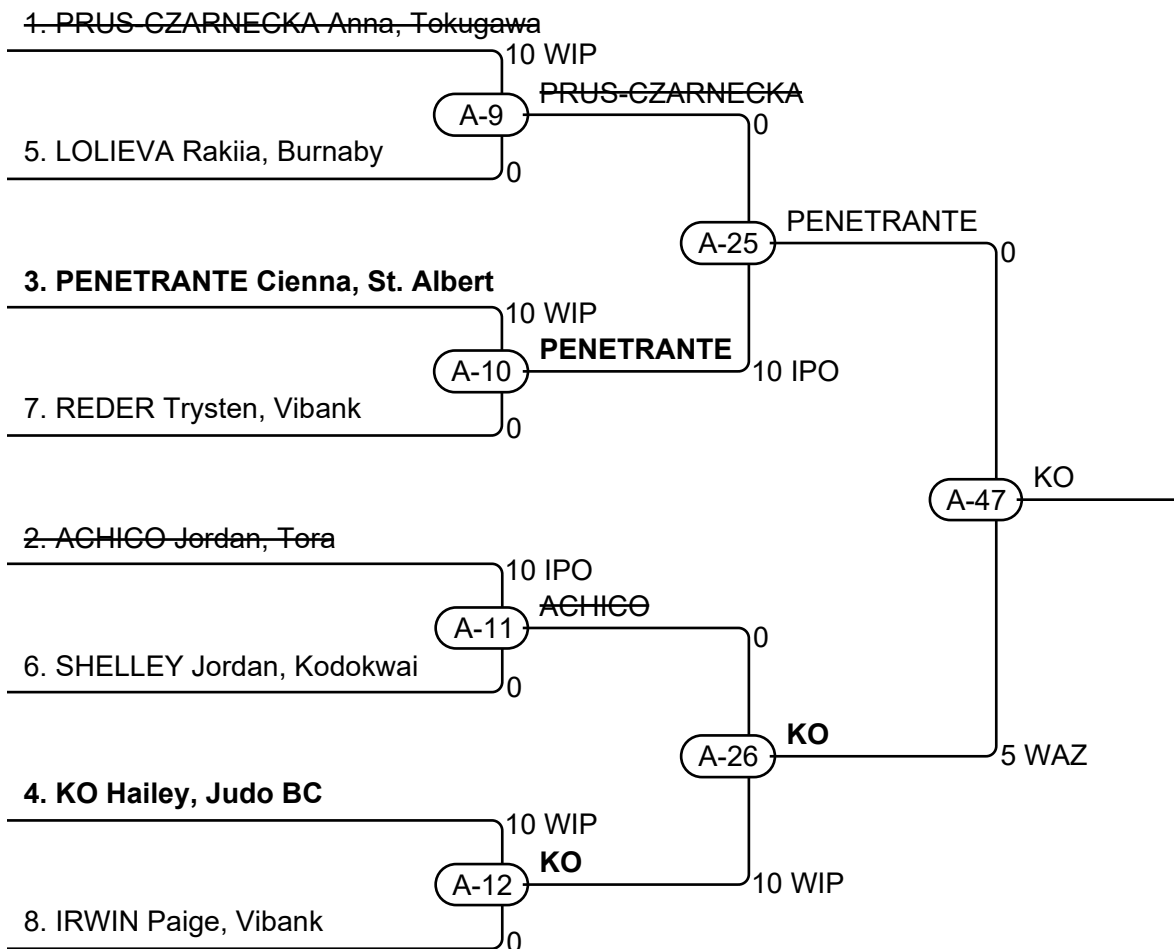 1. PRUS-CZARNECKA Anna, Tokugawa
10 WIP
A-9
PRUS-CZARNECKA
0
5. LOLIEVA Rakiia, Burnaby
0
A-25
PENETRANTE
0
3. PENETRANTE Cienna, St. Albert
10 WIP
A-10
PENETRANTE
10 IPO
7. REDER Trysten, Vibank
0
A-47
KO
2. ACHICO Jordan, Tora
10 IPO
A-11
ACHICO
0
6. SHELLEY Jordan, Kodokwai
0
A-26
KO
5 WAZ
4. KO Hailey, Judo BC
10 WIP
A-12
KO
10 WIP
8. IRWIN Paige, Vibank
0